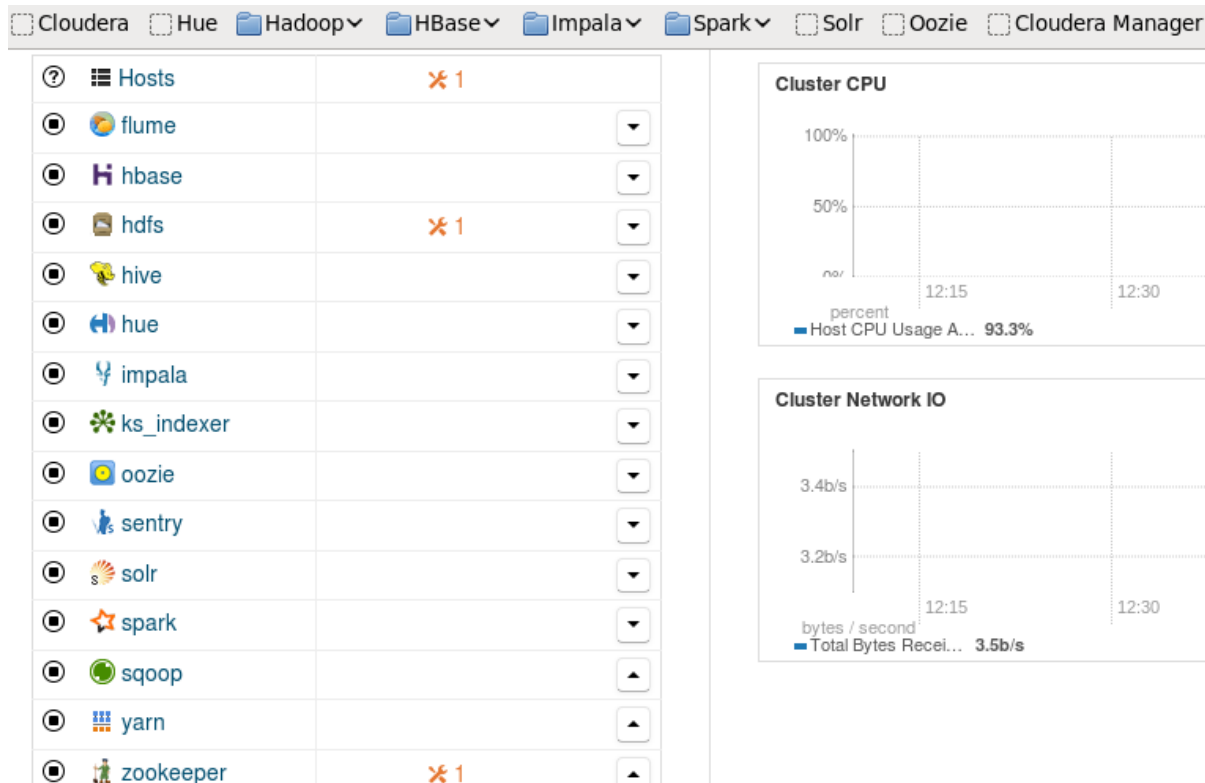 Cloudera Hue Hadoop HBase Impala Spark Solr Oozie Cloudera Manager
Hosts 1
flume
hbase
hdfs 1
hive
hue
impala
ks_indexer
oozie
sentry
s solr
spark
sqoop
yarn
zookeeper 1
Cluster CPU
100%
50%
0%
12:15 12:30
percent
Host CPU Usage A... 93.3%
Cluster Network IO
3.4b/s
3.2b/s
12:15 12:30
bytes / second
Total Bytes Recei... 3.5b/s